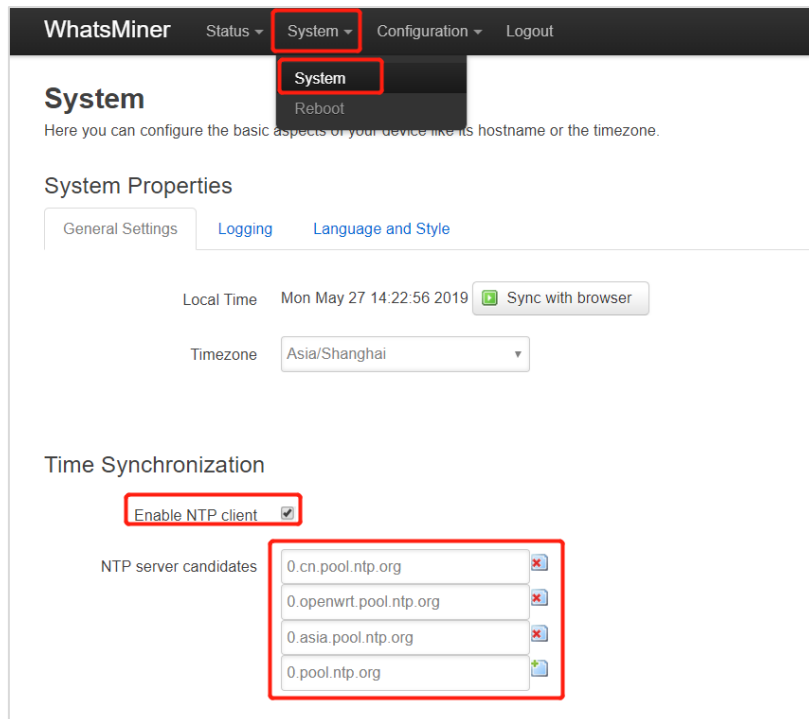 WhatsMiner Status System Configuration Logout
System
Reboot
System
Here you can configure the basic aspects of your device like its hostname or the timezone.
System Properties
General Settings Logging Language and Style
Local Time Mon May 27 14:22:56 2019 Sync with browser
Timezone Asia/Shanghai
Time Synchronization
Enable NTP client
NTP server candidates 0.cn.pool.ntp.org
0.openwrt.pool.ntp.org
0.asia.pool.ntp.org
0.pool.ntp.org